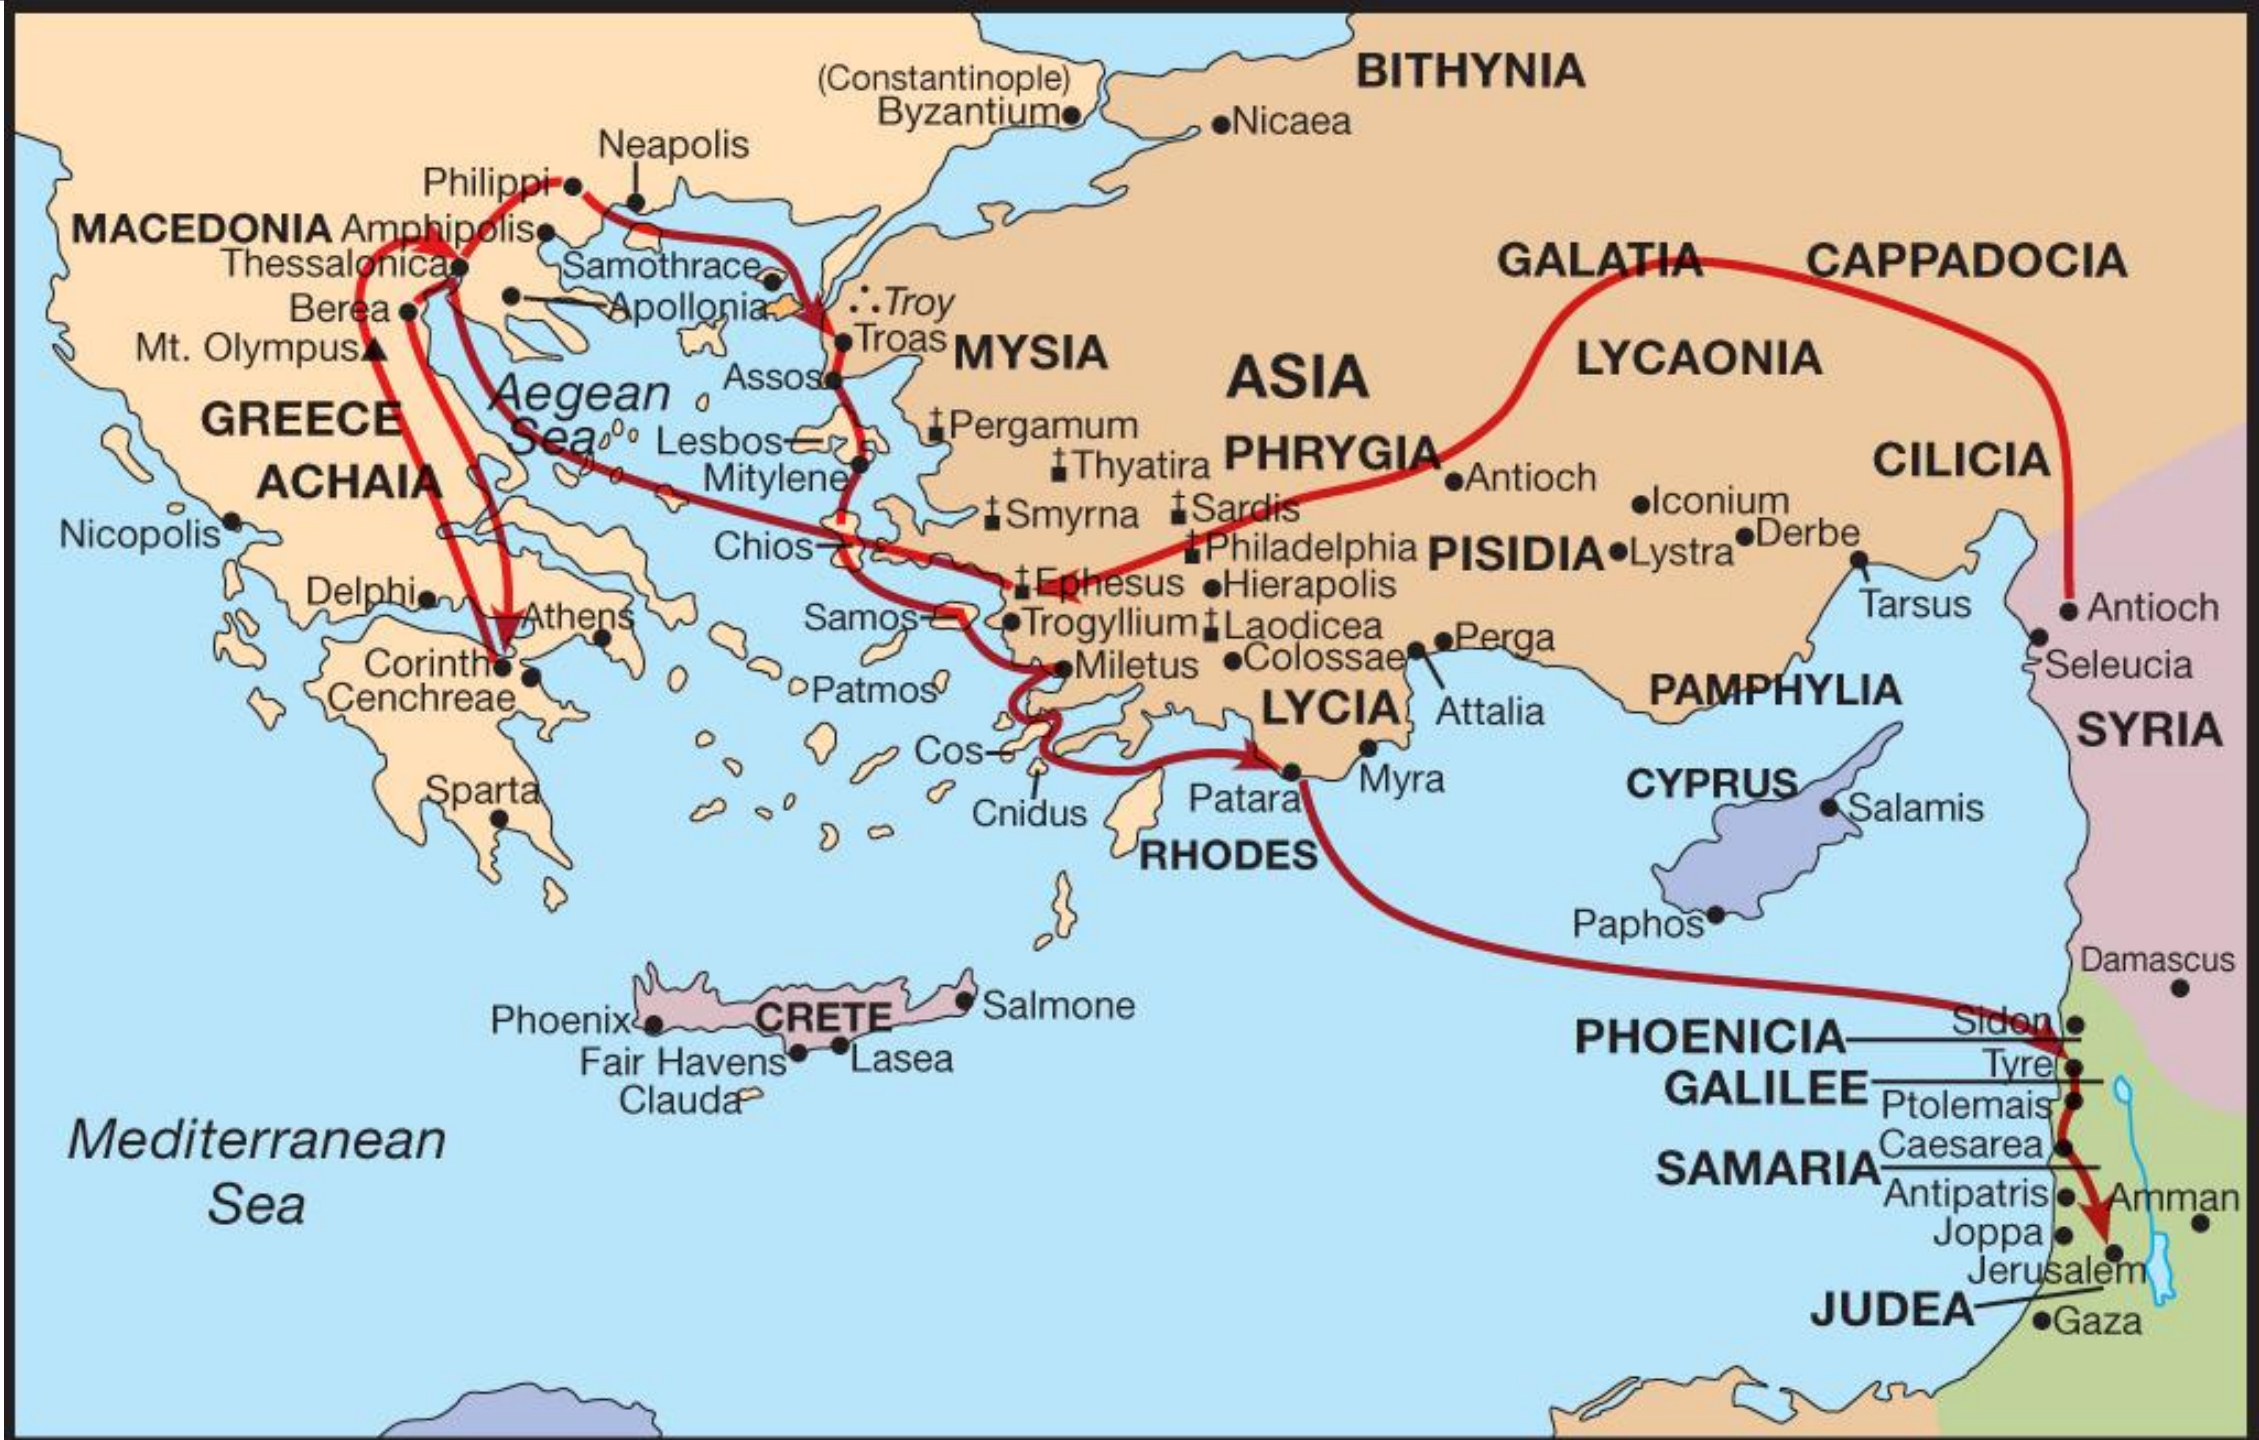 BITHYNIA
(Constantinople)
Byzantium
Nicaea
Neapolis
Philippi
MACEDONIA
Amphipolis
Thessalonica
Samothrace
GALATIA
CAPPADOCIA
Berea
Apollonia
Troy
Mt. Olympus
Troas
MYSIA
LYCAONIA
Assos
ASIA
Aegean
Sea
GREECE
Pergamum
Lesbos
PHRYGIA
CILICIA
Thyatira
Mitylene
Antioch
ACHAIA
Sardis
Iconium
Smyrna
Nicopolis
Chios
Philadelphia
PISIDIA
Lystra
Derbe
Delphi
Ephesus
Hierapolis
Tarsus
Antioch
Athens
Samos
Trogyllium
Laodicea
Perga
Corinth
Miletus
Colossae
Seleucia
Cenchreae
Patmos
LYCIA
Attalia
PAMPHYLIA
SYRIA
Cos
Myra
CYPRUS
Sparta
Cnidus
Patara
Salamis
RHODES
Paphos
Damascus
Phoenix
CRETE
Salmone
Sidon
PHOENICIA
Fair Havens
Lasea
Tyre
Clauda
GALILEE
Ptolemais
Mediterranean
Sea
Caesarea
SAMARIA
Antipatris
Amman
Joppa
Jerusalem
JUDEA
Gaza